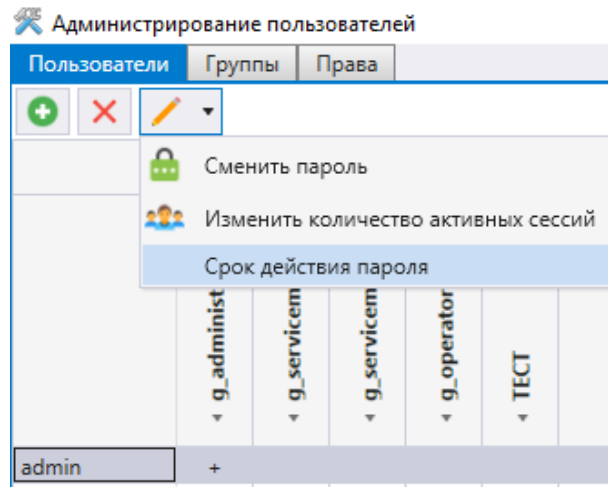 Администрирование пользователей
Пользователи Группы Права
Сменить пароль
Изменить количество активных сессий
Срок действия пароля
g_administ
g_servicem
g_servicem
g_operator
ТЕСТ
admin +